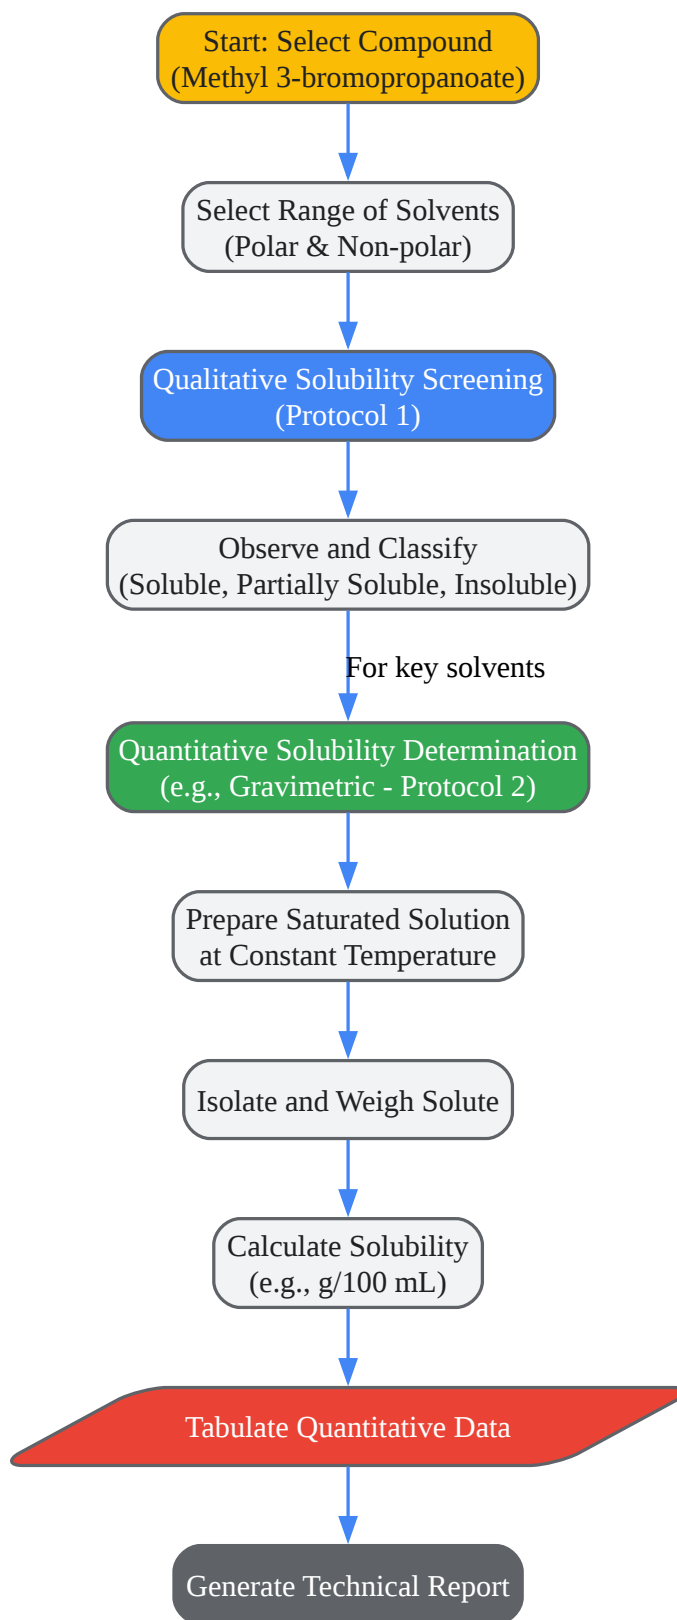 Start: Select Compound
(Methyl 3-bromopropanoate)
Select Range of Solvents
(Polar & Non-polar)
Qualitative Solubility Screening
(Protocol 1)
Observe and Classify
(Soluble, Partially Soluble, Insoluble)
For key solvents
Quantitative Solubility Determination
(e.g., Gravimetric - Protocol 2)
Prepare Saturated Solution
at Constant Temperature
Isolate and Weigh Solute
Calculate Solubility
(e.g., g/100 mL)
Tabulate Quantitative Data
Generate Technical Report